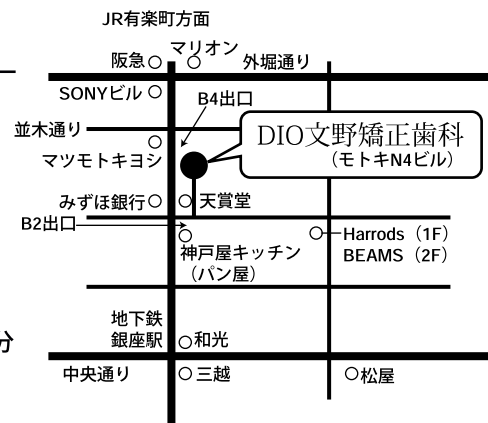 JR有楽町方面
阪急
マリオン
外堀通り
SONYビル
B4出口
並木通り
DIO文野矯正歯科
（モトキN4ビル）
マツモトキヨシ
みずほ銀行
天賞堂
B2出口
神戸屋キッチン
（パン屋）
Harrods（1F）
BEAMS（2F）
地下鉄
銀座駅
和光
分
中央通り
三越
松屋